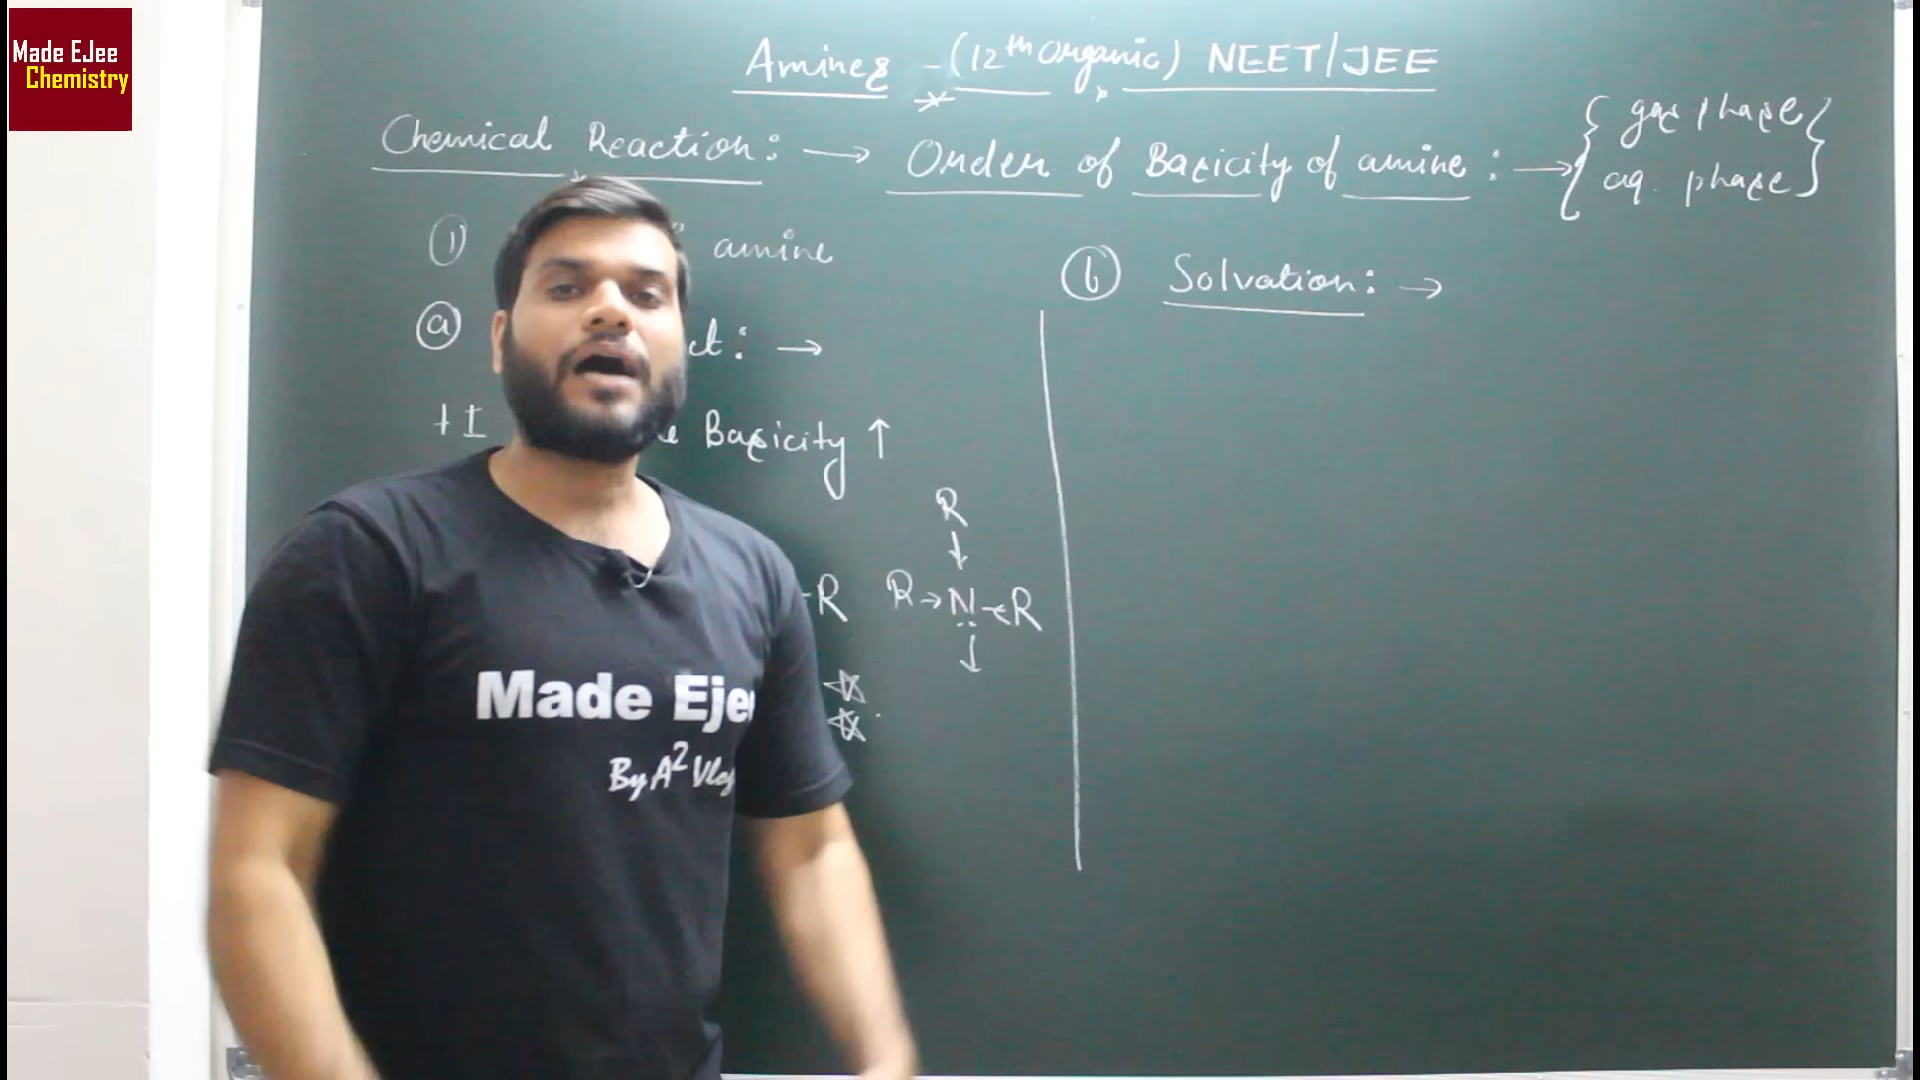 Made EJee
Chemistry
Amines - (12th Organic) NEET/JEE
Chemical Reaction: → Order of Basicity of amine: → { gas phase }
aq. phase
1 amine
a ct: →
+I Basicity ↑
b Solvation: →
R
↓
-R R→N←R
↓
Made Ejee
By A2 Vlog